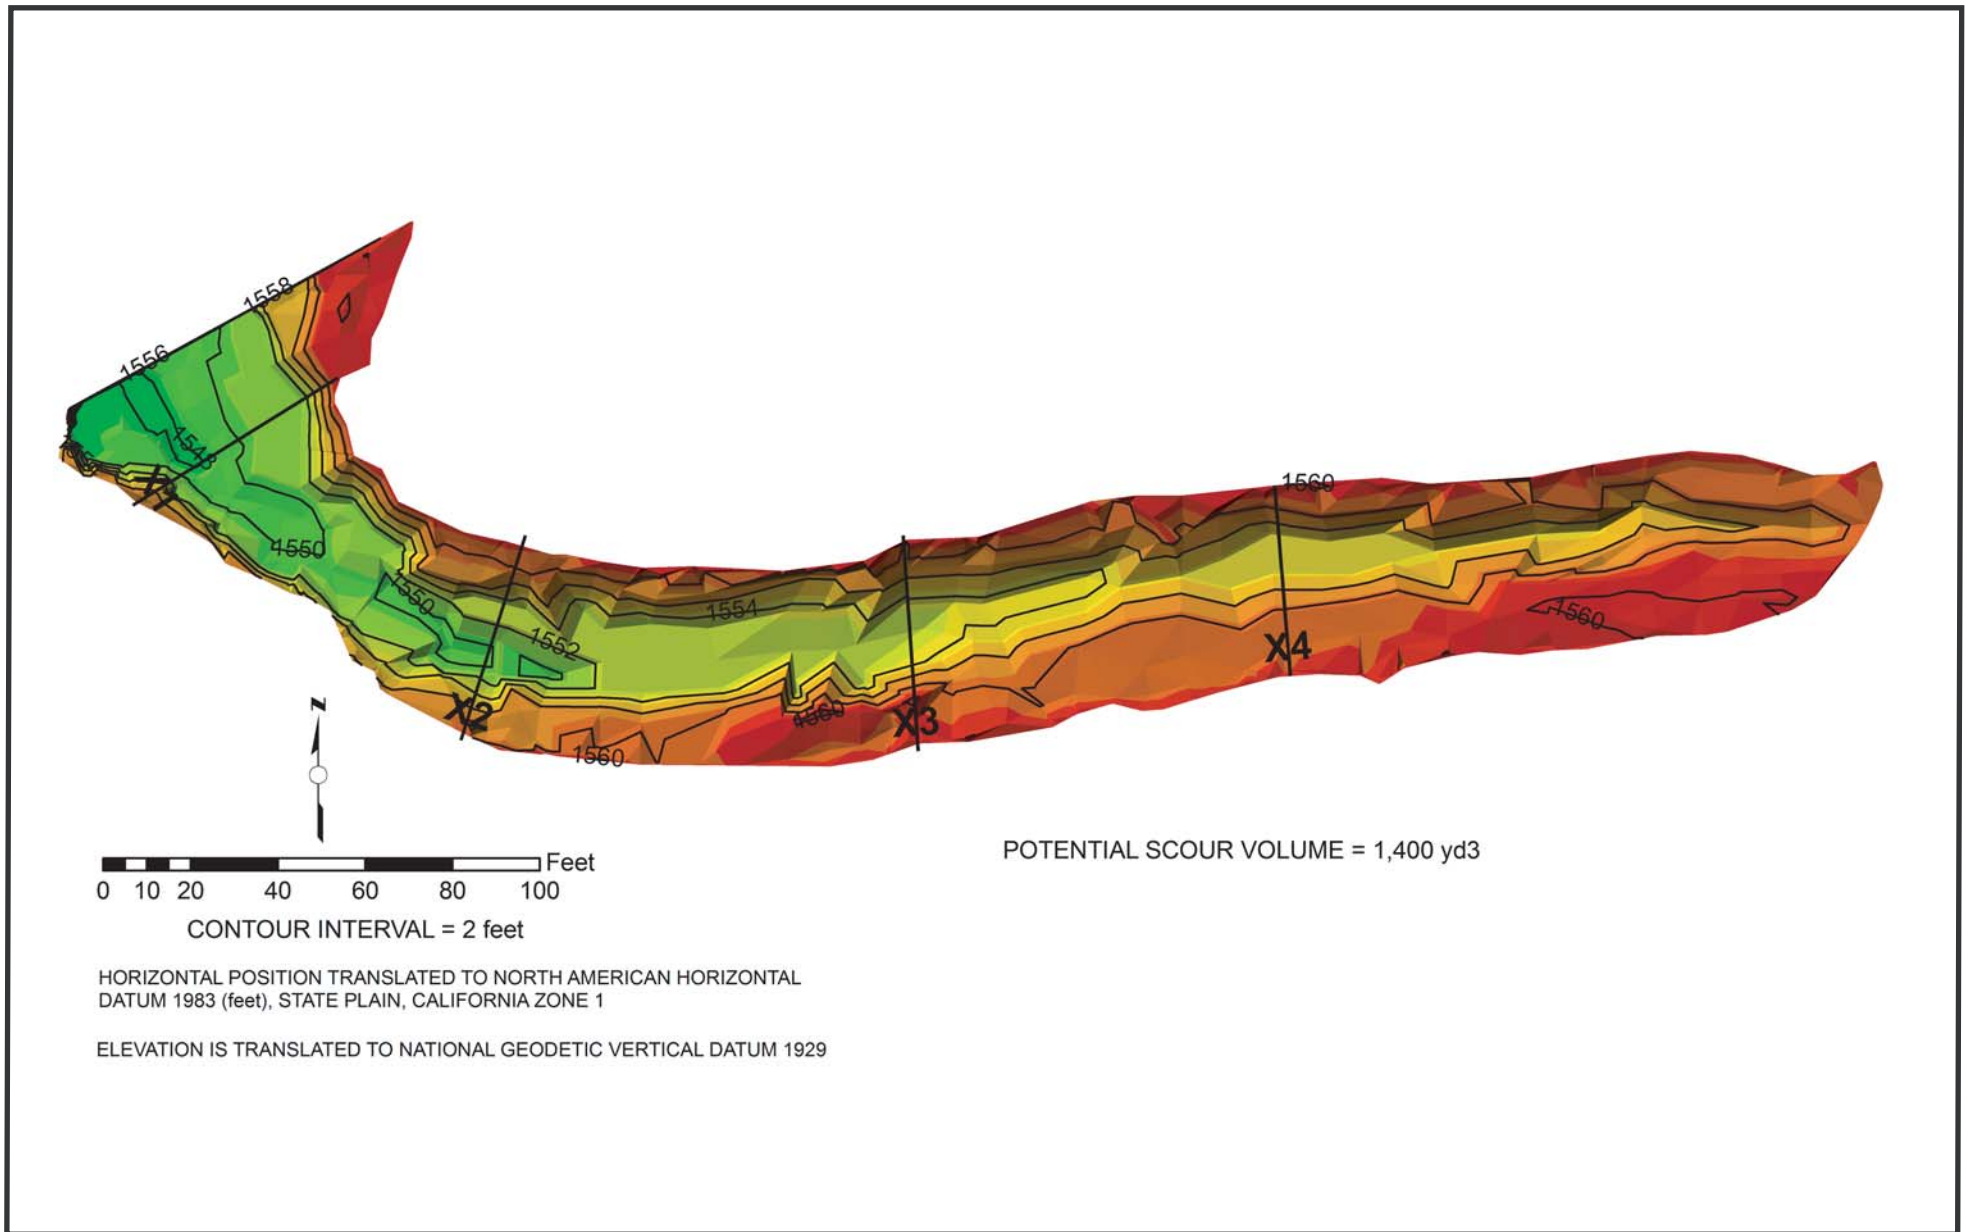 1558
1556
1548
X1
1550
1550
1552
1554
1560
X2
1560
1560
X3
1560
X4
1560
z
Feet
0 10 20 40 60 80 100
CONTOUR INTERVAL = 2 feet
POTENTIAL SCOUR VOLUME = 1,400 yd3
HORIZONTAL POSITION TRANSLATED TO NORTH AMERICAN HORIZONTAL
DATUM 1983 (feet), STATE PLAIN, CALIFORNIA ZONE 1
ELEVATION IS TRANSLATED TO NATIONAL GEODETIC VERTICAL DATUM 1929